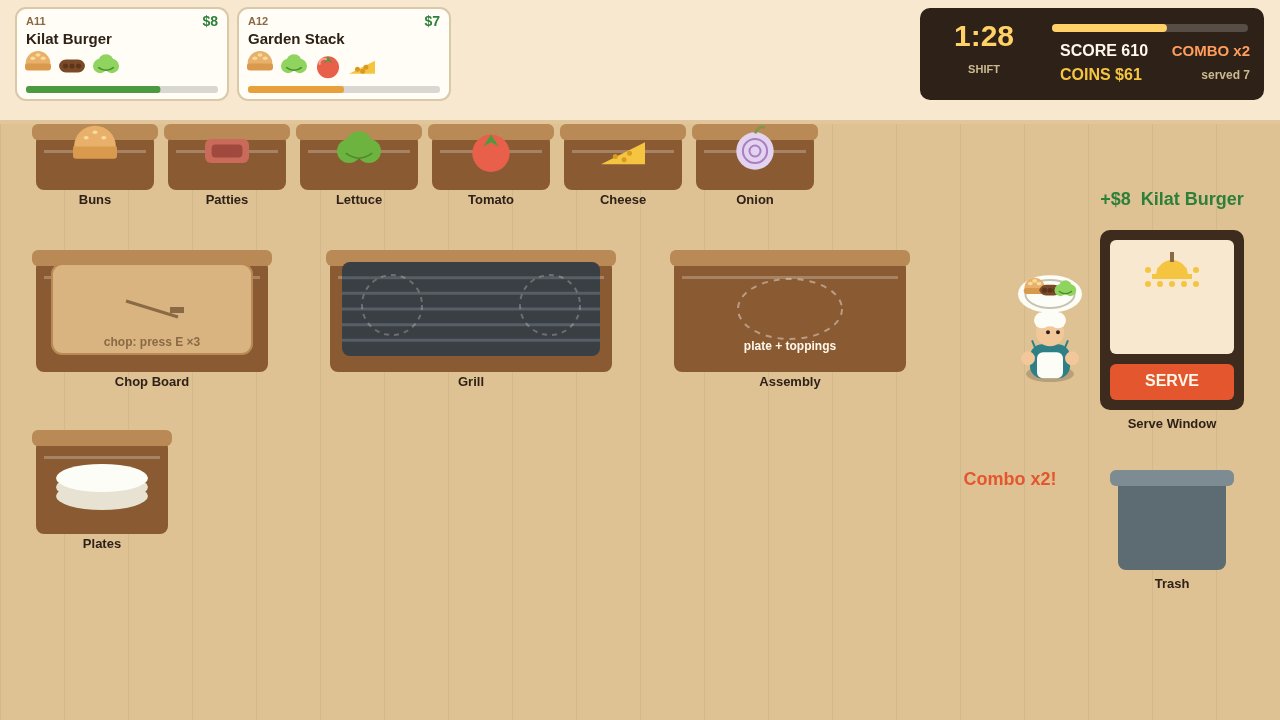 A11 $8
Kilat Burger
A12 $7
Garden Stack
1:28
SHIFT
SCORE 610 COMBO x2
COINS $61 served 7
Buns
Patties
Lettuce
Tomato
Cheese
Onion
+$8 Kilat Burger
chop: press E ×3
Chop Board
Grill
plate + toppings
Assembly
SERVE
Serve Window
Plates
Combo x2!
Trash